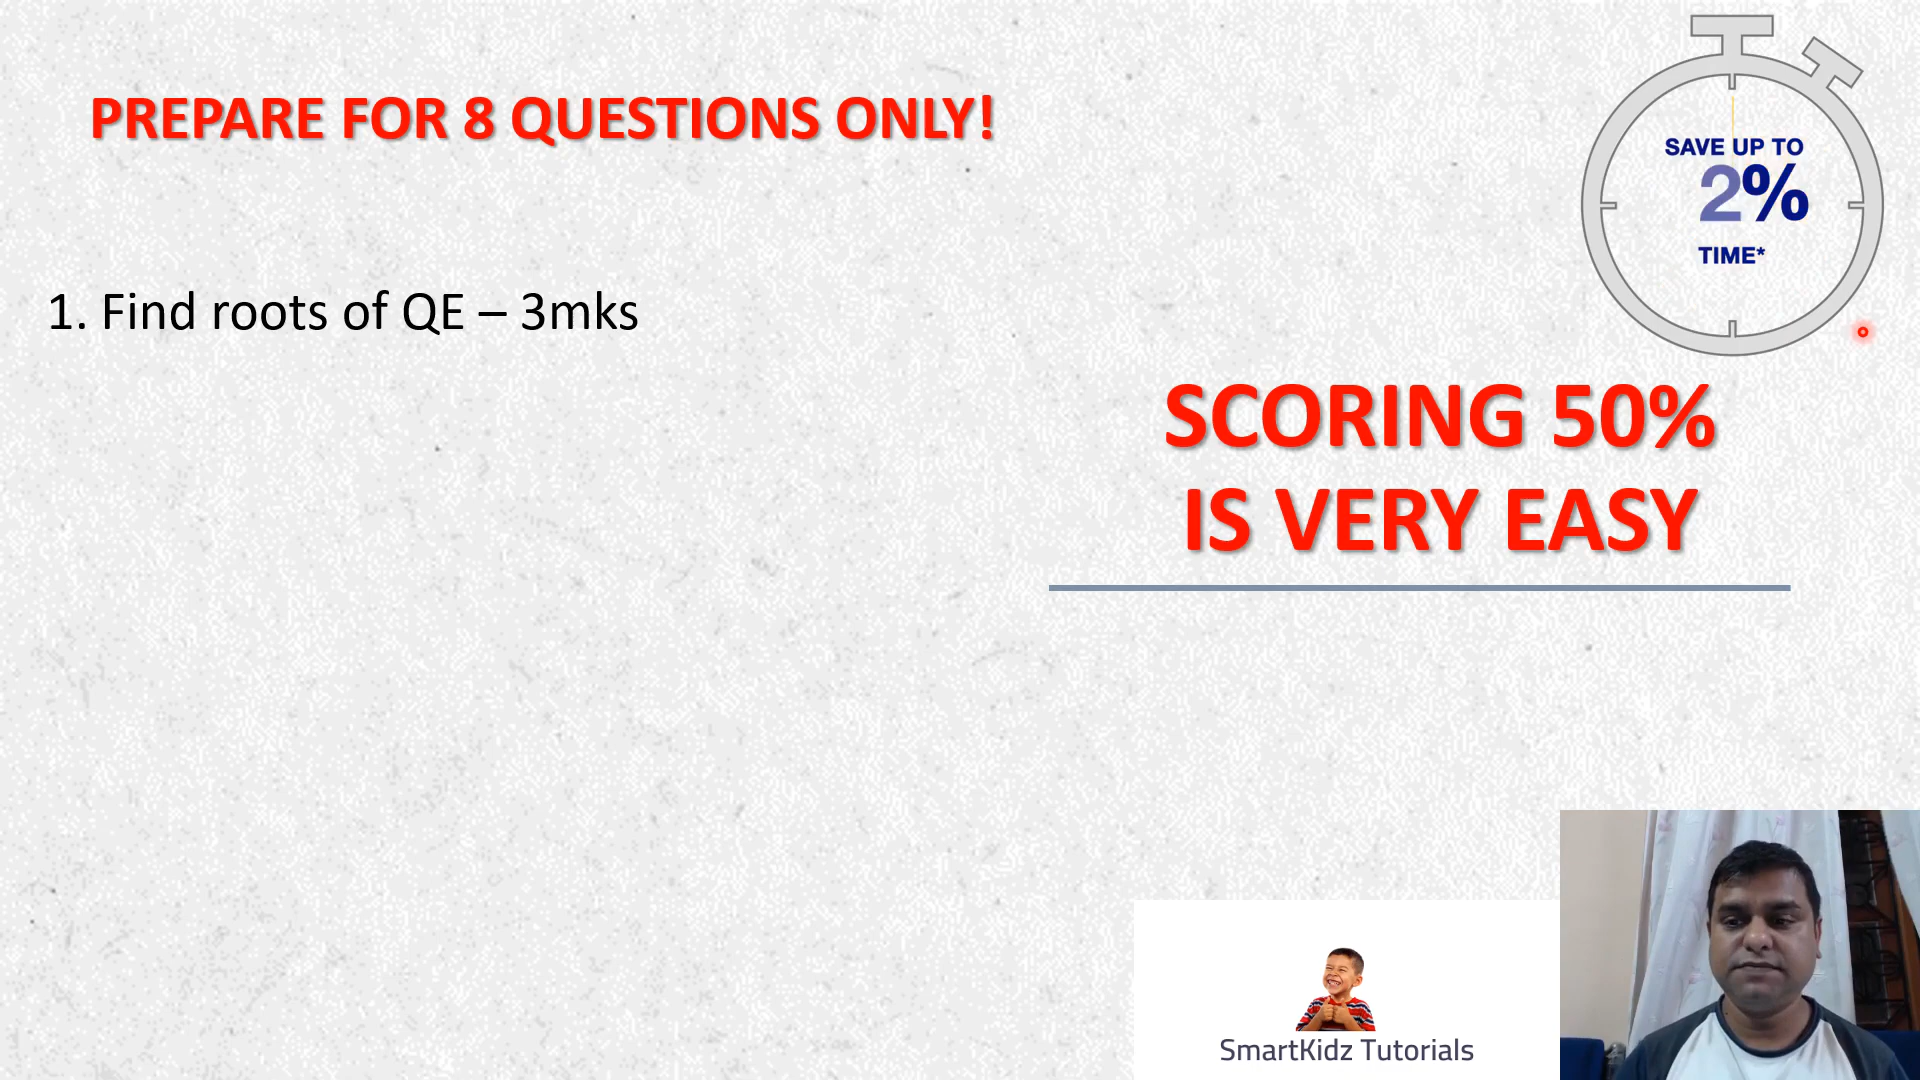 PREPARE FOR 8 QUESTIONS ONLY!
SAVE UP TO
2%
TIME*
1. Find roots of QE – 3mks
SCORING 50%
IS VERY EASY
SmartKidz Tutorials